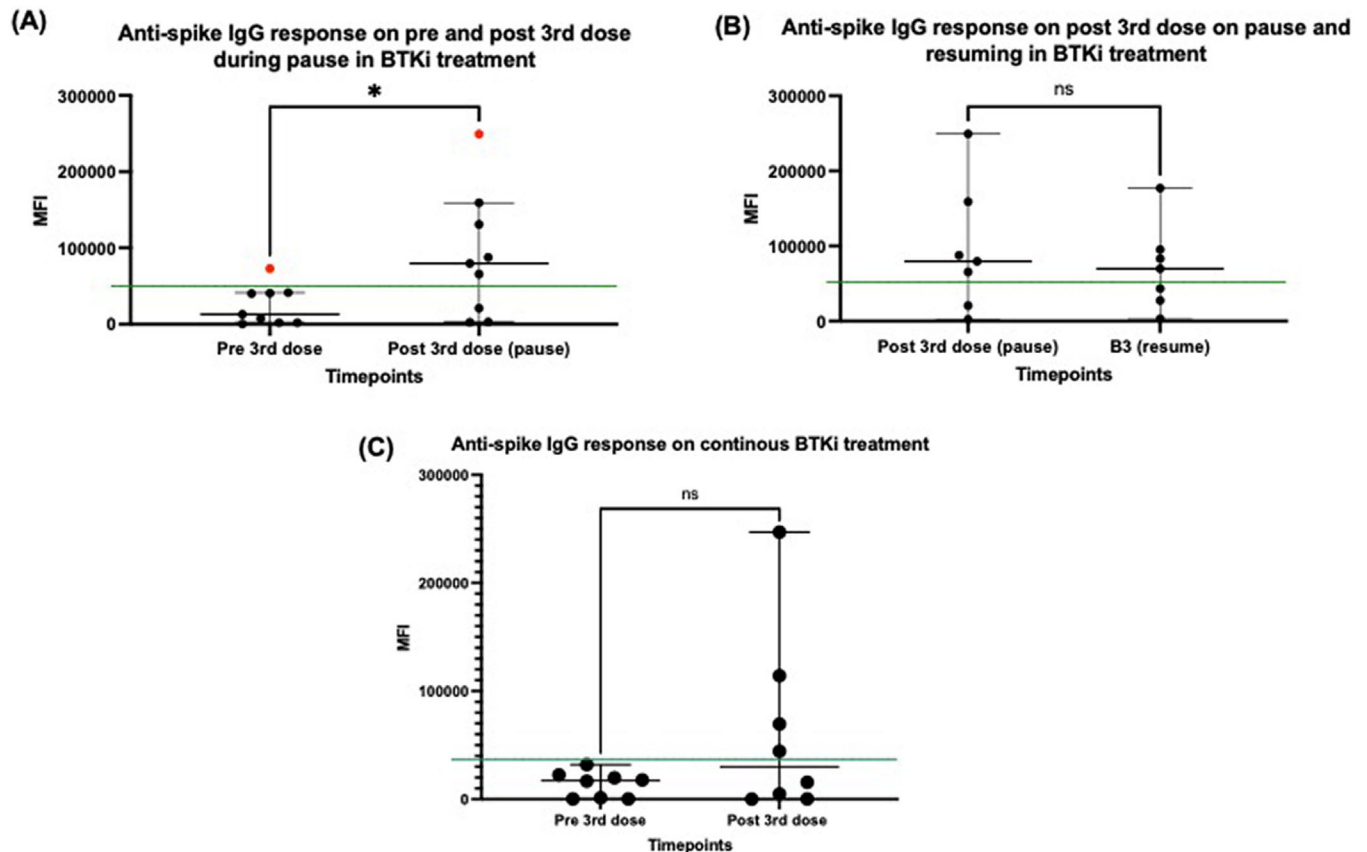 (A)
Anti-spike IgG response on pre and post 3rd dose
during pause in BTKi treatment
*
300000
200000
100000
0
MFI
Pre 3rd dose
Post 3rd dose (pause)
Timepoints
(B)
Anti-spike IgG response on post 3rd dose on pause and
resuming in BTKi treatment
ns
300000
200000
100000
0
MFI
Post 3rd dose (pause)
B3 (resume)
Timepoints
(C)
Anti-spike IgG response on continous BTKi treatment
ns
300000
200000
100000
0
MFI
Pre 3rd dose
Post 3rd dose
Timepoints